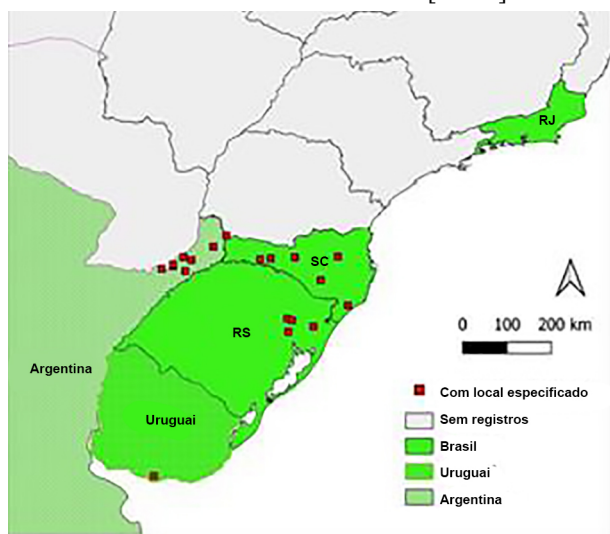 RJ
SC
RS
Argentina
Uruguai
0 100 200 km
Com local especificado
Sem registros
Brasil
Uruguai
Argentina